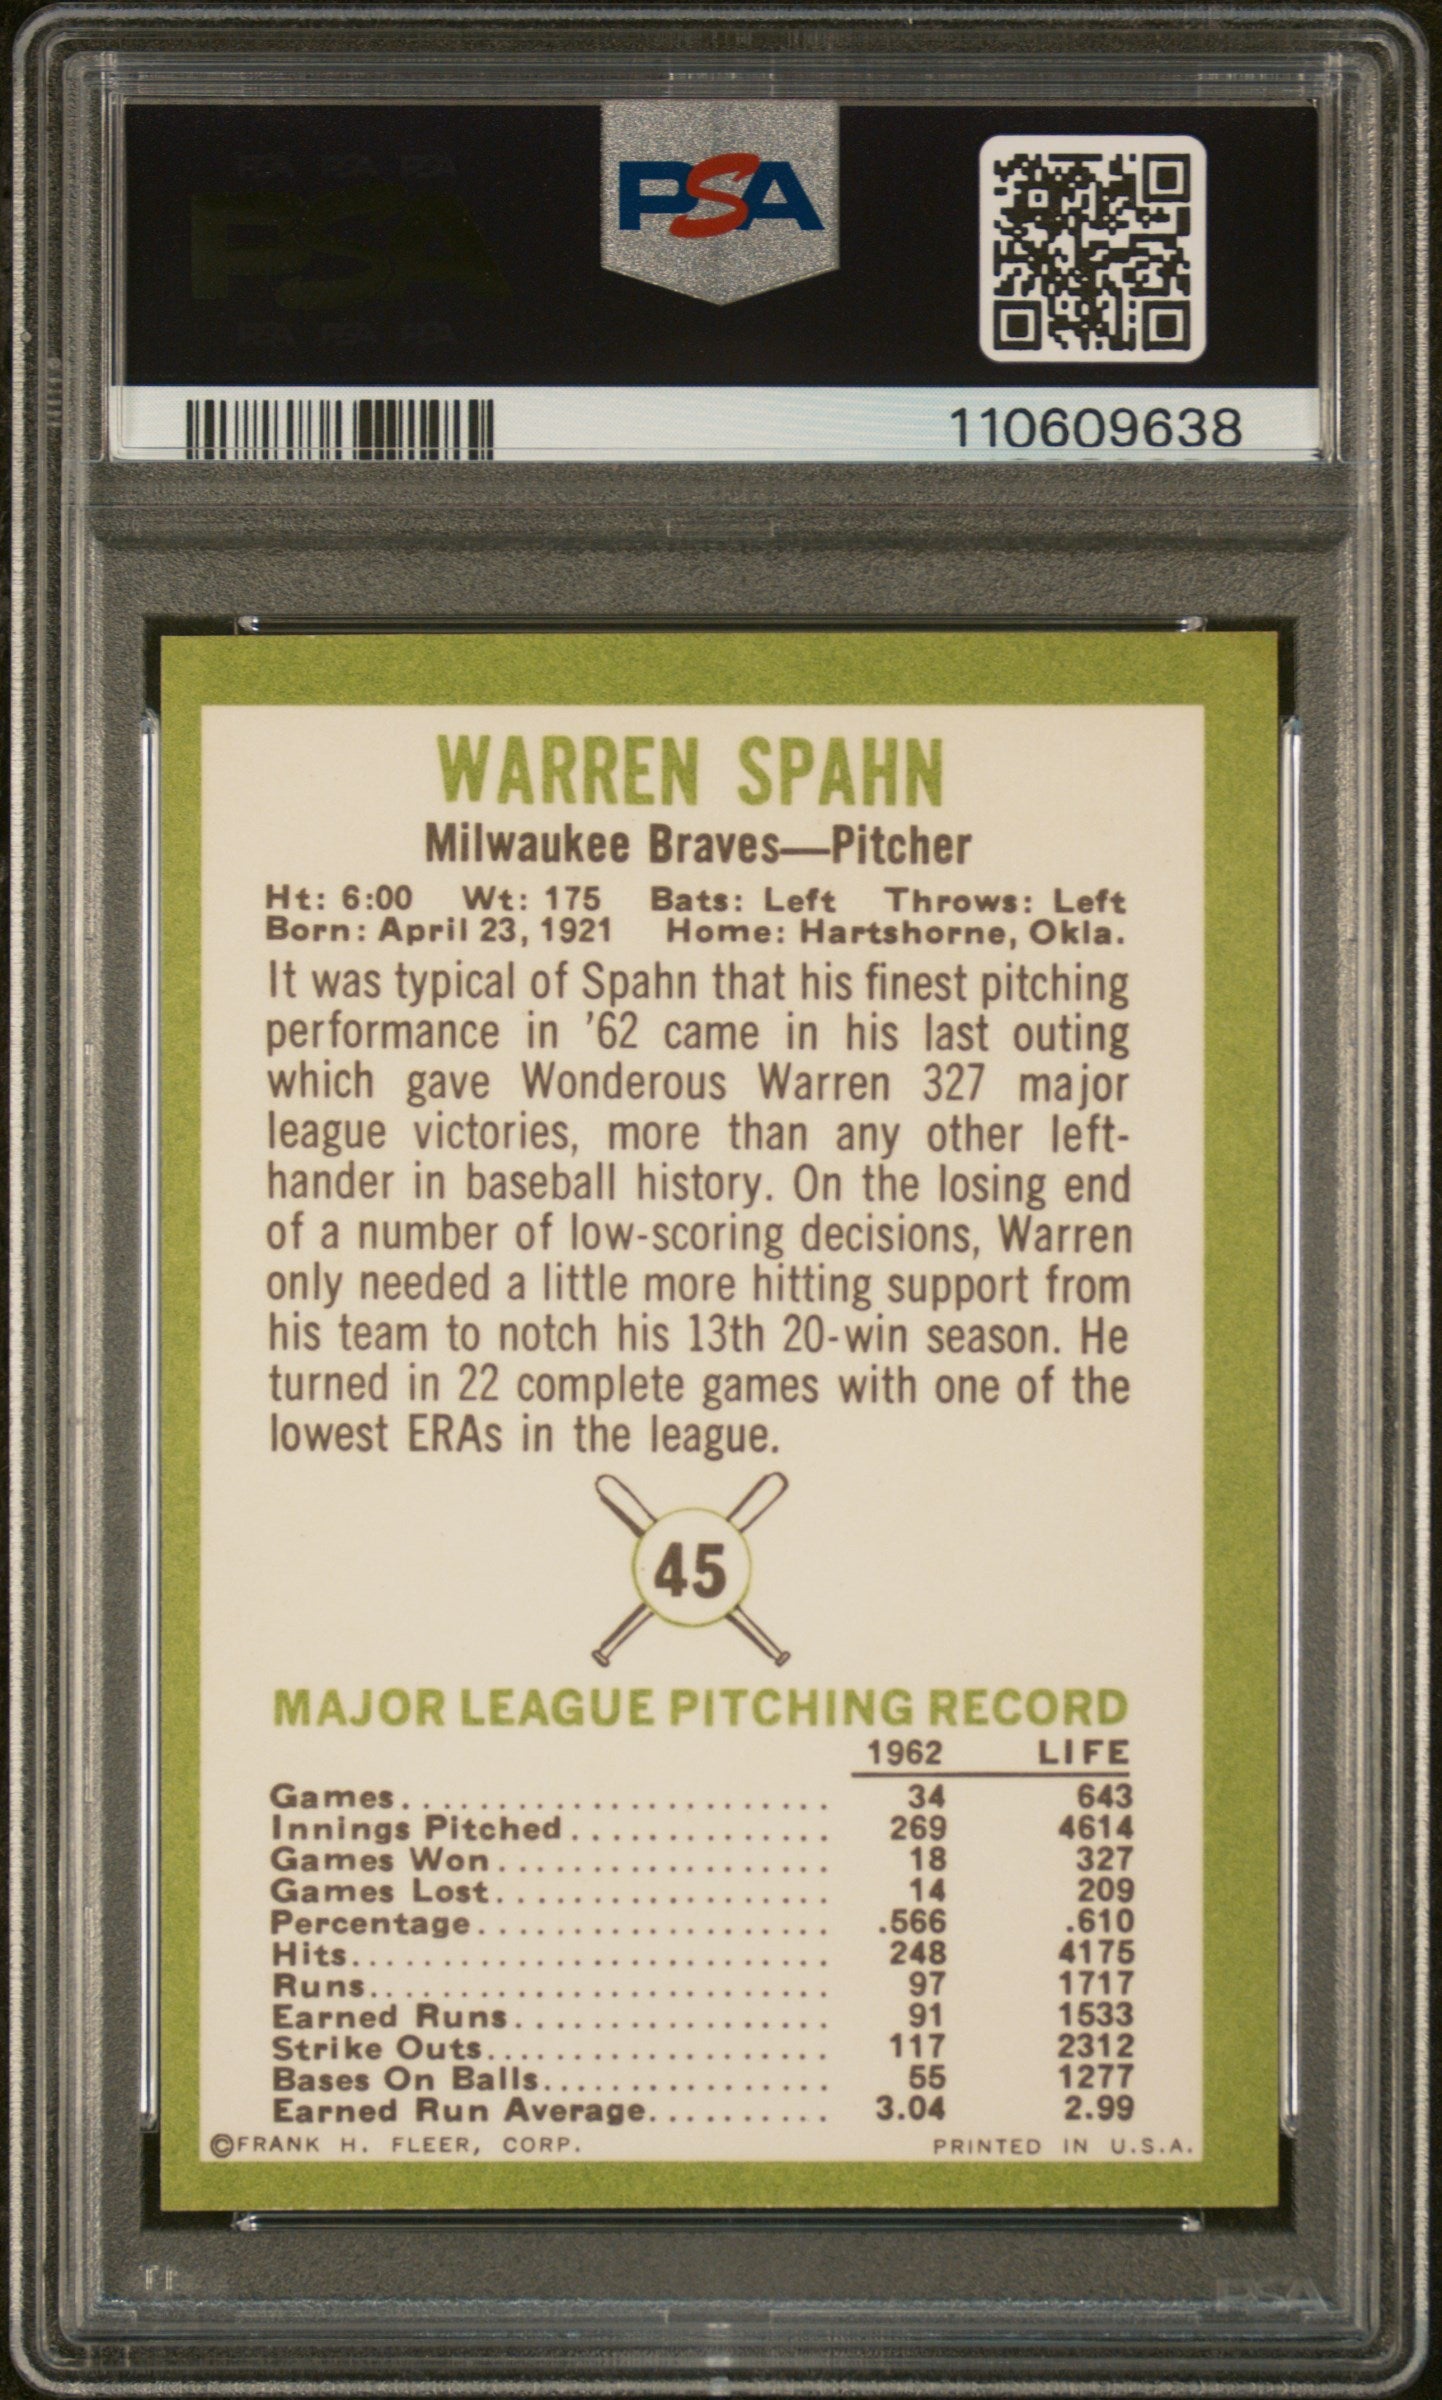 PSA
110609638
WARREN SPAHN
Milwaukee Braves—Pitcher
Ht: 6:00 Wt: 175 Bats: Left Throws: Left
Born: April 23, 1921 Home: Hartshorne, Okla.
It was typical of Spahn that his finest pitching
performance in '62 came in his last outing
which gave Wonderous Warren 327 major
league victories, more than any other left-
hander in baseball history. On the losing end
of a number of low-scoring decisions, Warren
only needed a little more hitting support from
his team to notch his 13th 20-win season. He
turned in 22 complete games with one of the
lowest ERAs in the league.
45
MAJOR LEAGUE PITCHING RECORD
1962 LIFE
Games........................ 34 643
Innings Pitched.............. 269 4614
Games Won.................. 18 327
Games Lost.................. 14 209
Percentage................... .566 .610
Hits.......................... 248 4175
Runs......................... 97 1717
Earned Runs................. 91 1533
Strike Outs................... 117 2312
Bases On Balls................ 55 1277
Earned Run Average.......... 3.04 2.99
©FRANK H. FLEER, CORP. PRINTED IN U.S.A.
PSA